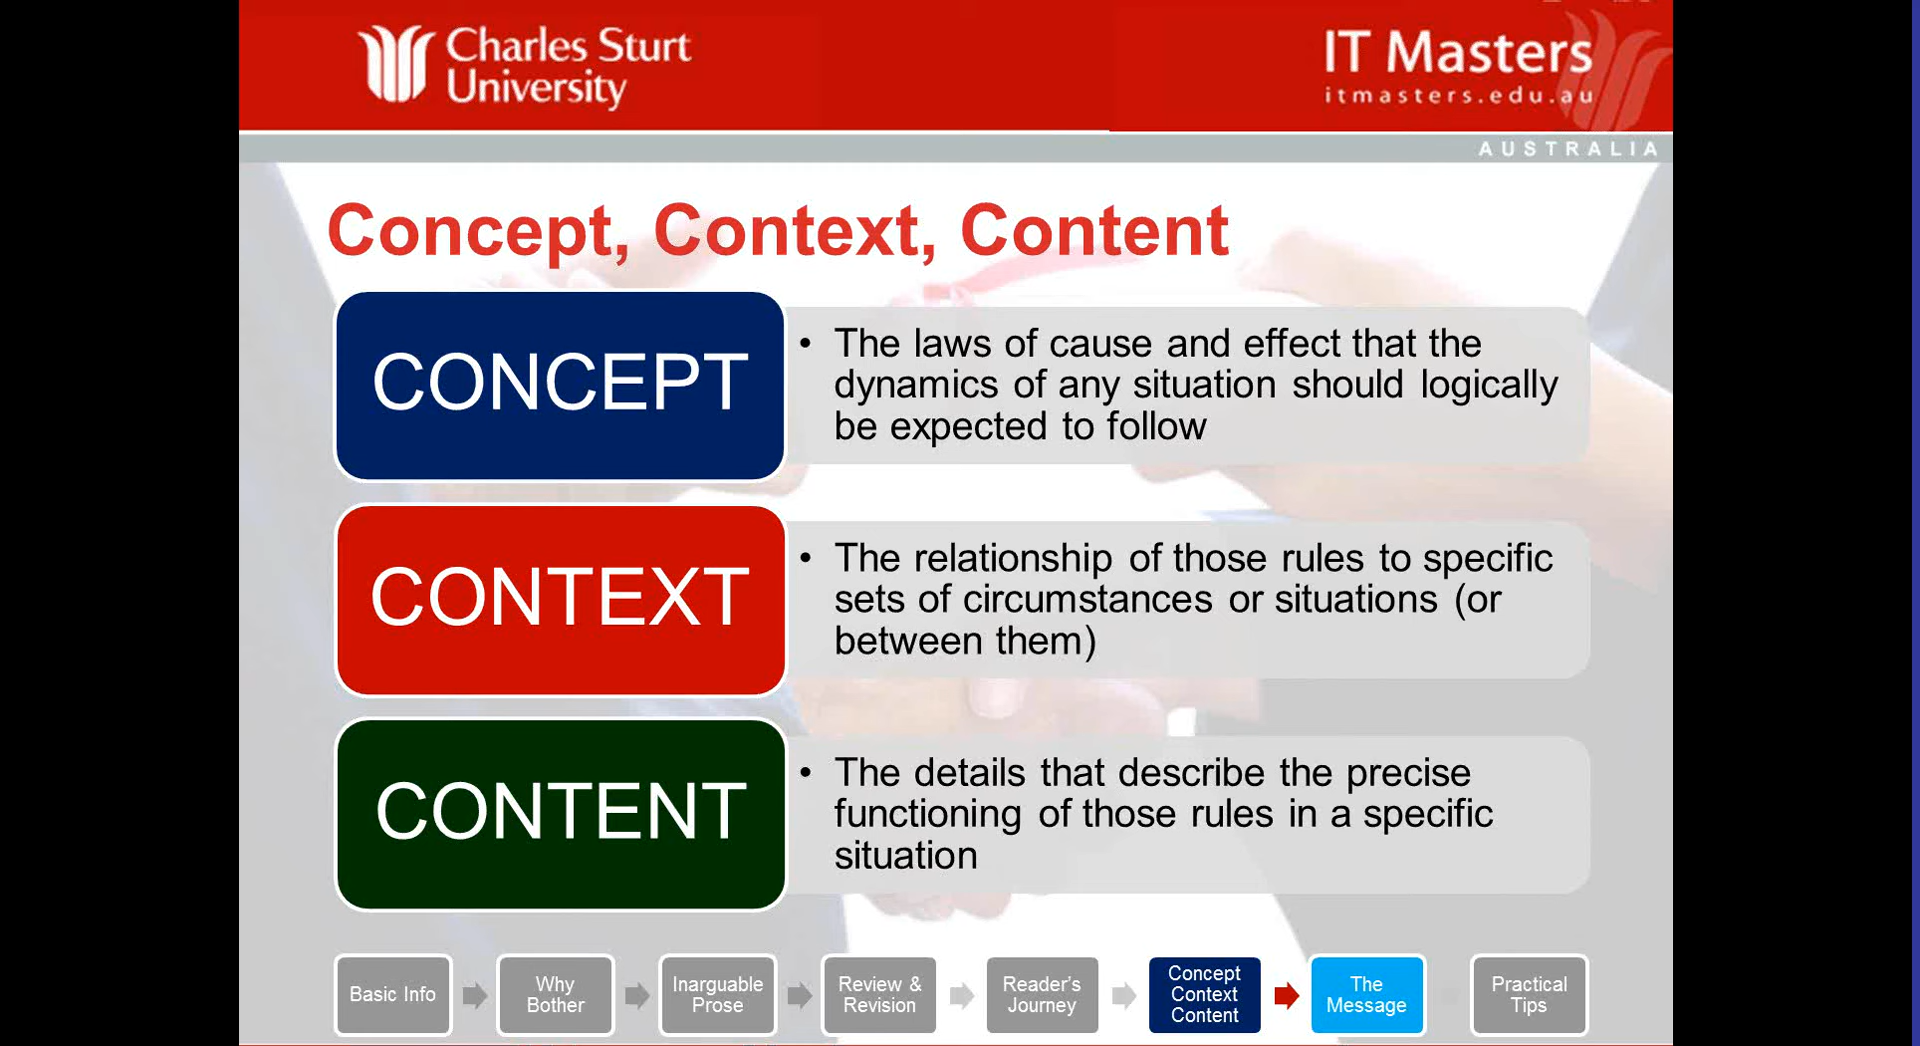 Charles Sturt
University
IT Masters
itmasters.edu.au
AUSTRALIA
Concept, Context, Content
CONCEPT
• The laws of cause and effect that the
dynamics of any situation should logically
be expected to follow
CONTEXT
• The relationship of those rules to specific
sets of circumstances or situations (or
between them)
CONTENT
• The details that describe the precise
functioning of those rules in a specific
situation
Basic Info
Why
Bother
Inarguable
Prose
Review &
Revision
Reader's
Journey
Concept
Context
Content
The
Message
Practical
Tips